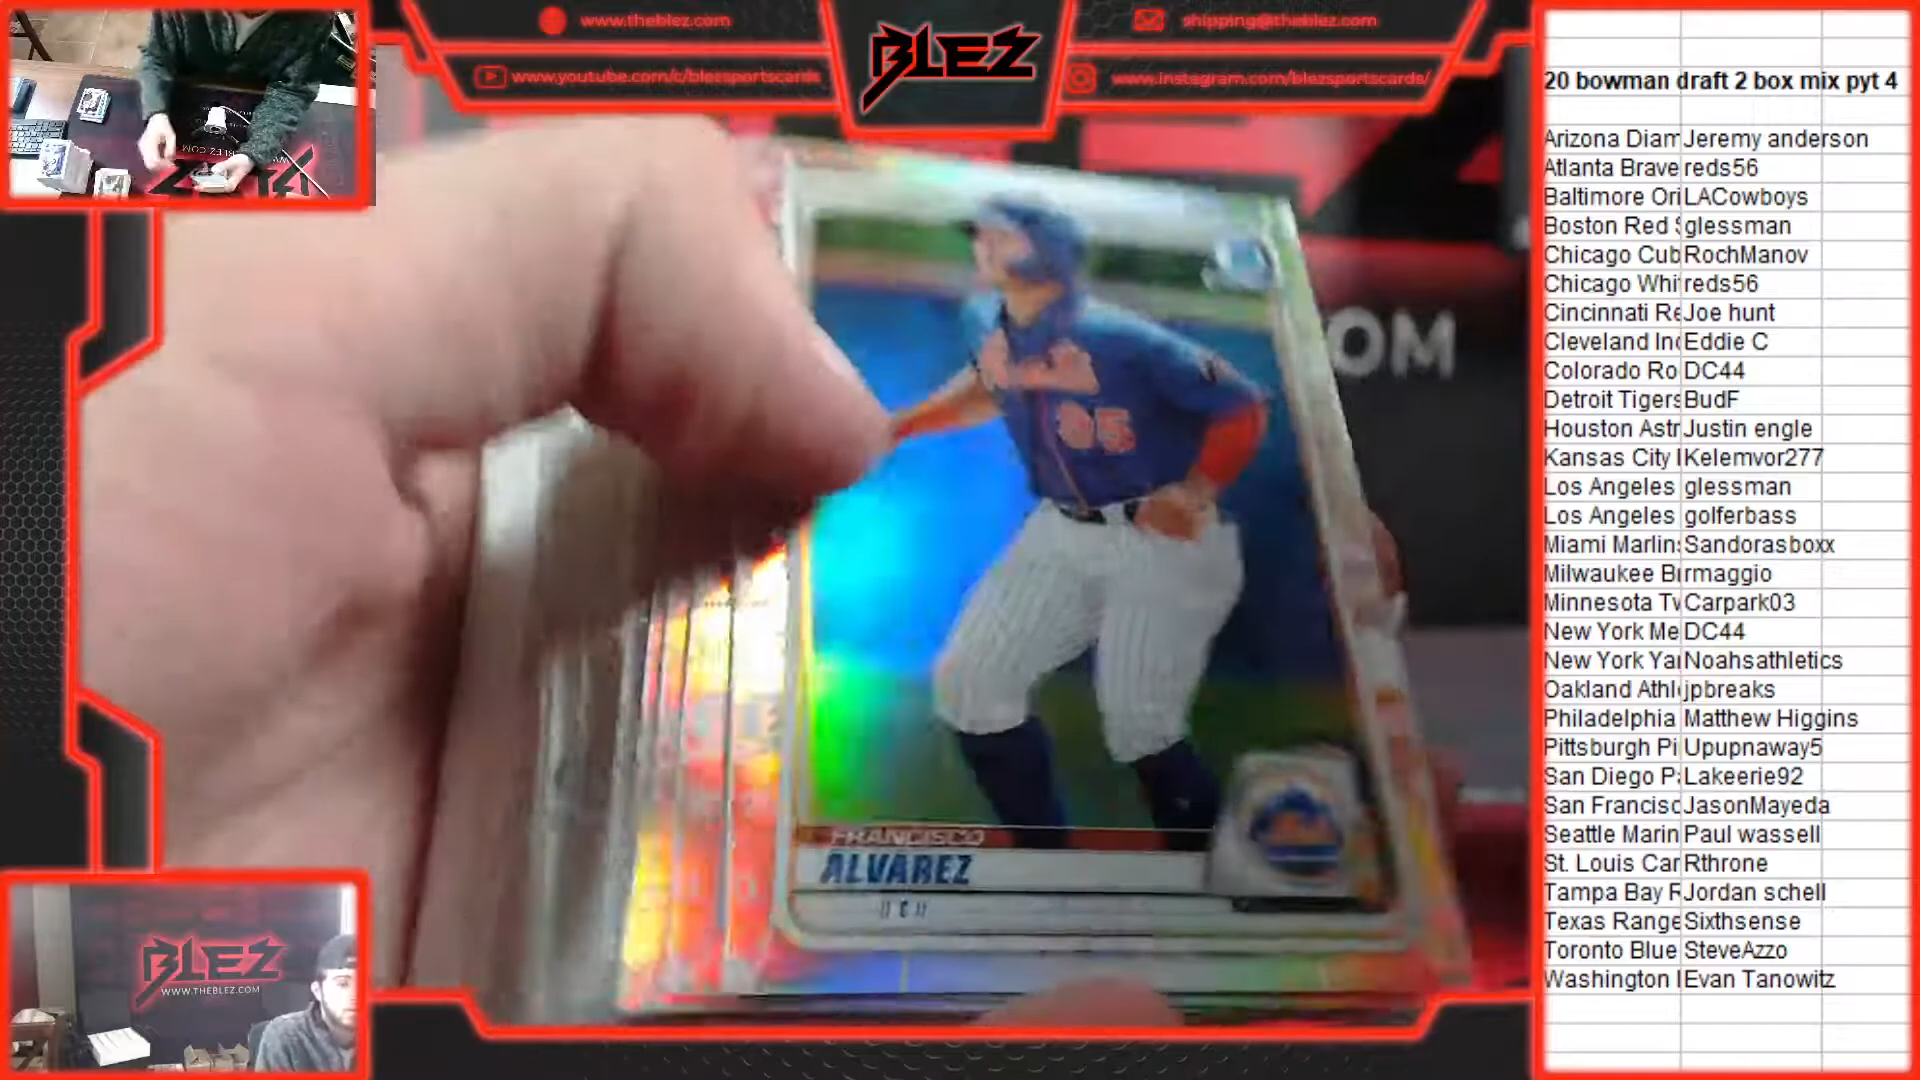 www.theblez.com
shipping@theblez.com
BLEZ
www.youtube.com/c/blezsportscards
www.instagram.com/blezsportscards/
20 bowman draft 2 box mix pyt 4
Arizona Diam Jeremy anderson
Atlanta Brave reds56
Baltimore Ori LACowboys
Boston Red S glessman
Chicago Cub RochManov
Chicago Whi reds56
Cincinnati Re Joe hunt
Cleveland Ind Eddie C
Colorado Ro DC44
Detroit Tigers BudF
Houston Astr Justin engle
Kansas City Kelemvor277
Los Angeles glessman
Los Angeles golferbass
Miami Marlins Sandorasboxx
Milwaukee Br rmaggio
Minnesota Tw Carpark03
New York Me DC44
New York Yan Noahsathletics
Oakland Athl jpbreaks
Philadelphia Matthew Higgins
Pittsburgh Pi Upupnaway5
San Diego P Lakeerie92
San Francisc JasonMayeda
Seattle Marin Paul wassell
St. Louis Car Rthrone
Tampa Bay R Jordan schell
Texas Range Sixthsense
Toronto Blue SteveAzzo
Washington Evan Tanowitz
OM
95
FRANCISCO
ALVAREZ
// C //
BLEZ
WWW.THEBLEZ.COM